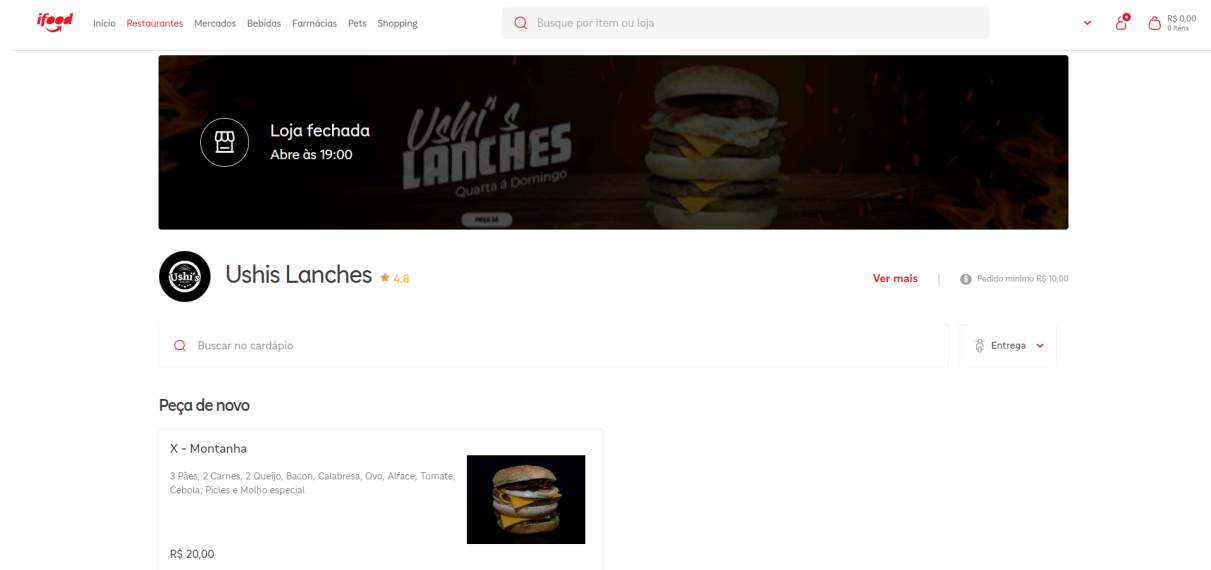 ifood
Início Restaurantes Mercados Bebidas Farmácias Pets Shopping
Busque por item ou loja
R$ 0,00
0 itens
Loja fechada
Abre às 19:00
Ushi's
LANCHES
Quarta á Domingo
PEÇA JÁ
Ushi's
Ushis Lanches 4.8
Ver mais
Pedido mínimo R$ 10,00
Buscar no cardápio
Entrega
Peça de novo
X - Montanha
3 Pães, 2 Carnes, 2 Queijo, Bacon, Calabresa, Ovo, Alface, Tomate,
Cebola, Picles e Molho especial
R$ 20,00